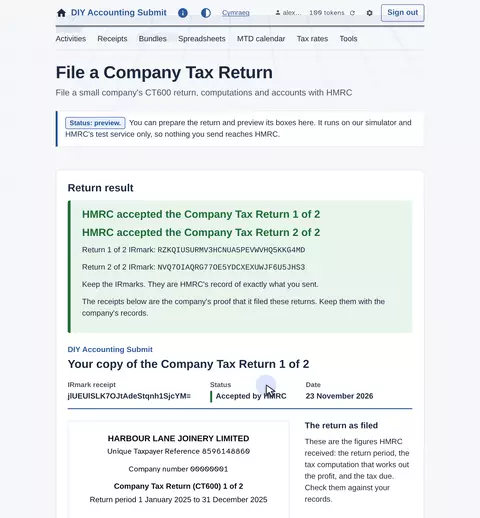 DIY Accounting Submit
Cymraeg
alex...
199 tokens
Sign out
Activities Receipts Bundles Spreadsheets MTD calendar Tax rates Tools
File a Company Tax Return
File a small company's CT600 return, computations and accounts with HMRC
Status: preview. You can prepare the return and preview its boxes here. It runs on our simulator and
HMRC's test service only, so nothing you send reaches HMRC.
Return result
HMRC accepted the Company Tax Return 1 of 2
HMRC accepted the Company Tax Return 2 of 2
Return 1 of 2 IRmark: RZKQIUSURMV3HCNUA5PEVWVHQ5KKG4MD
Return 2 of 2 IRmark: NVQ7OIAQRG77OE5YDCXEXUWJF6U5JHS3
Keep the IRmarks. They are HMRC's record of exactly what you sent.
The receipts below are the company's proof that it filed these returns. Keep them with the
company's records.
DIY Accounting Submit
Your copy of the Company Tax Return 1 of 2
IRmark receipt Status Date
jlUEUISLK7OJtAdeStqnh1SjcYM= Accepted by HMRC 23 November 2026
HARBOUR LANE JOINERY LIMITED
Unique Taxpayer Reference 8596148860
Company number 00000001
Company Tax Return (CT600) 1 of 2
Return period 1 January 2025 to 31 December 2025
The return as filed
These are the figures HMRC
received: the return period, the
tax computation that works out
the profit, and the tax due.
Check them against your
records.